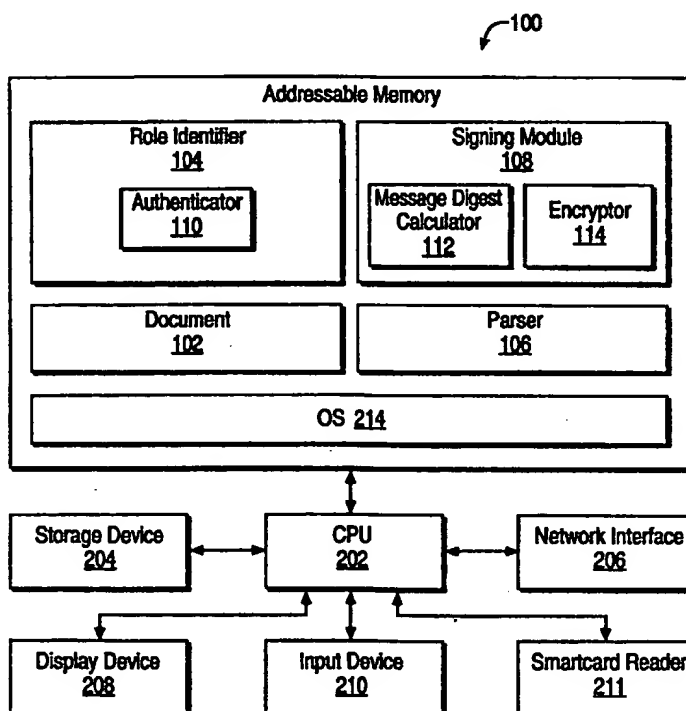 100
Addressable Memory
Role Identifier
104
Authenticator
110
Signing Module
108
Message Digest
Calculator
112
Encryptor
114
Document
102
Parser
106
OS 214
Storage Device
204
CPU
202
Network Interface
206
Display Device
208
Input Device
210
Smartcard Reader
211